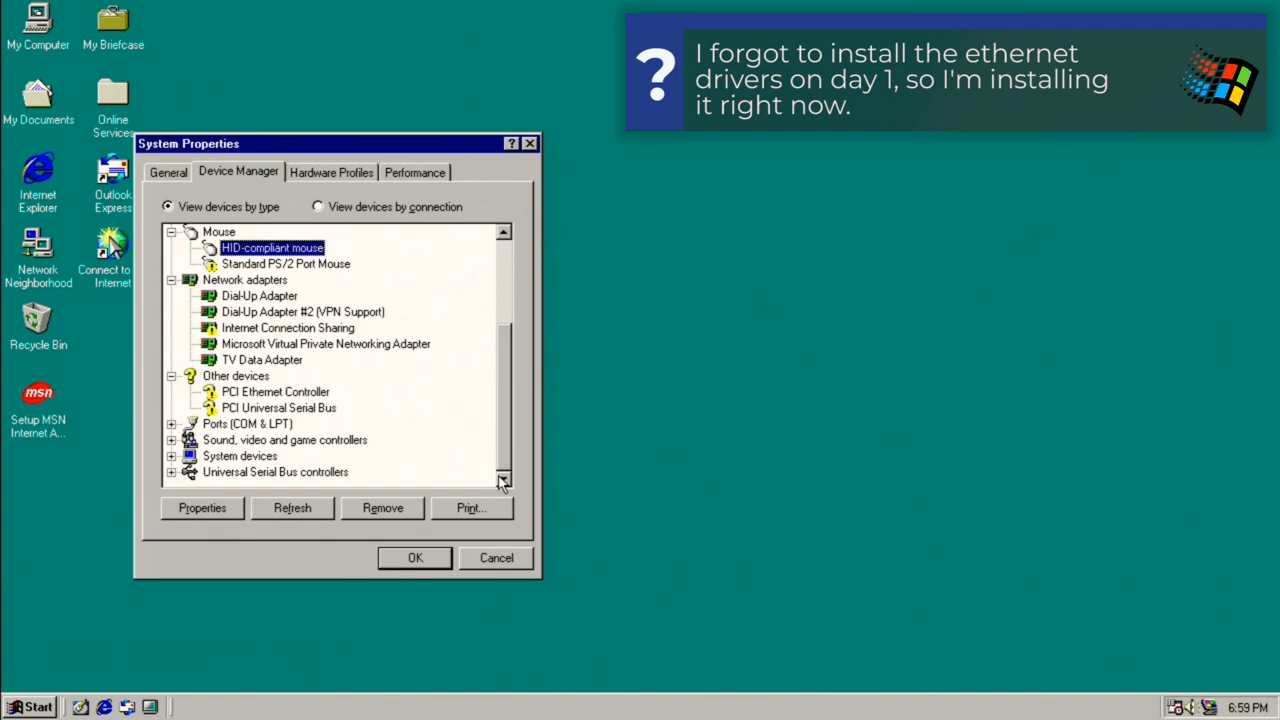 My Computer
My Briefcase
?
I forgot to install the ethernet
drivers on day 1, so I'm installing
it right now.
My Documents
Online
Services
Internet
Explorer
Outlook
Express
Network
Neighborhood
Connect to
Internet
Recycle Bin
msn
Setup MSN
Internet A...
System Properties
?
General
Device Manager
Hardware Profiles
Performance
View devices by type
View devices by connection
Mouse
HID-compliant mouse
Standard PS/2 Port Mouse
Network adapters
Dial-Up Adapter
Dial-Up Adapter #2 (VPN Support)
Internet Connection Sharing
Microsoft Virtual Private Networking Adapter
TV Data Adapter
Other devices
PCI Ethernet Controller
PCI Universal Serial Bus
Ports (COM & LPT)
Sound, video and game controllers
System devices
Universal Serial Bus controllers
Properties
Refresh
Remove
Print...
OK
Cancel
Start
6:59 PM